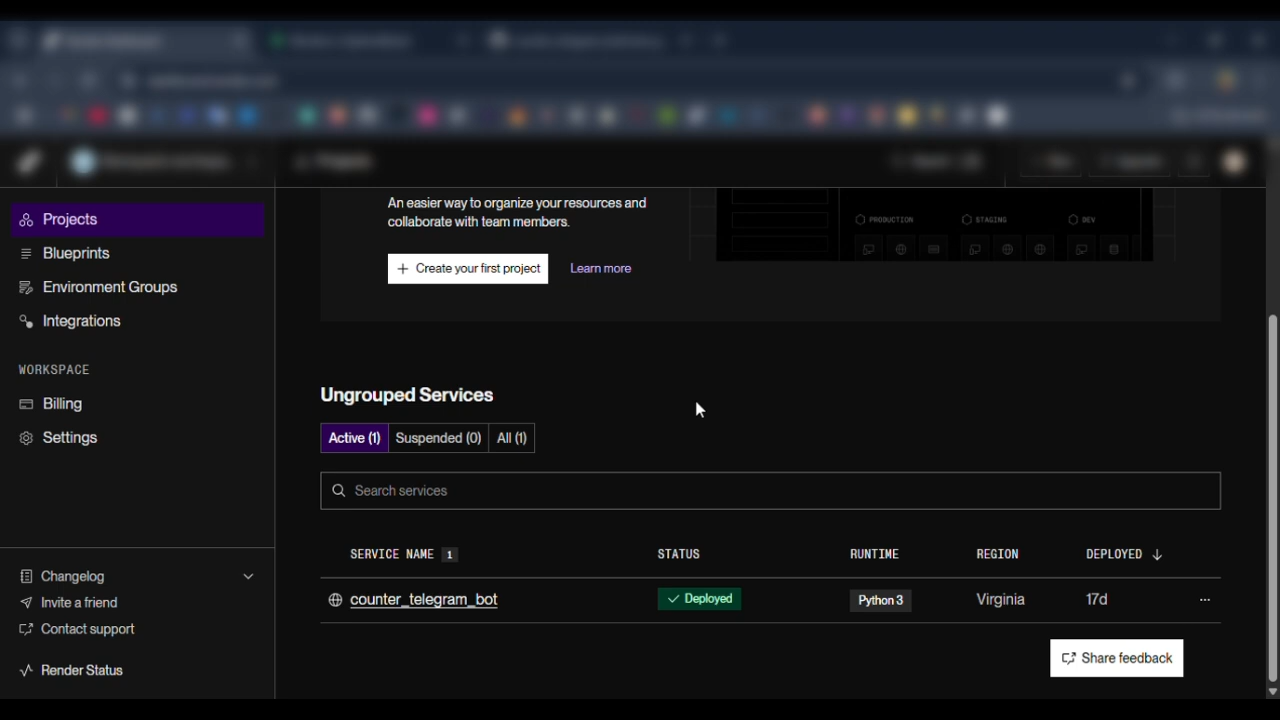 Projects
Blueprints
Environment Groups
Integrations
WORKSPACE
Billing
Settings
Changelog
Invite a friend
Contact support
Render Status
An easier way to organize your resources and
collaborate with team members.
+ Create your first project
Learn more
PRODUCTION
STAGING
DEV
Ungrouped Services
Active (1) Suspended (0) All (1)
Search services
SERVICE NAME 1 STATUS RUNTIME REGION DEPLOYED ↓
counter_telegram_bot ✓ Deployed Python 3 Virginia 17d ...
Share feedback